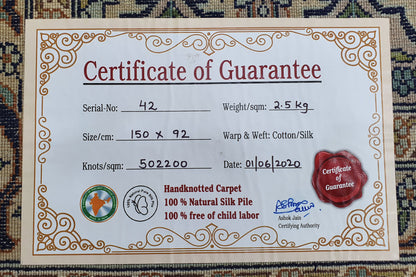 Certificate of Guarantee
Serial-No: 42 Weight/sqm: 2.5 kg
Size/cm: 150 x 92 Warp & Weft: Cotton/Silk
Knots/sqm: 502200 Date: 01/06/2020
Handknotted Carpet
100 % Natural Silk Pile
100 % free of child labor
Ashok Jain
Certifying Authority
Certificate
of
Guarantee